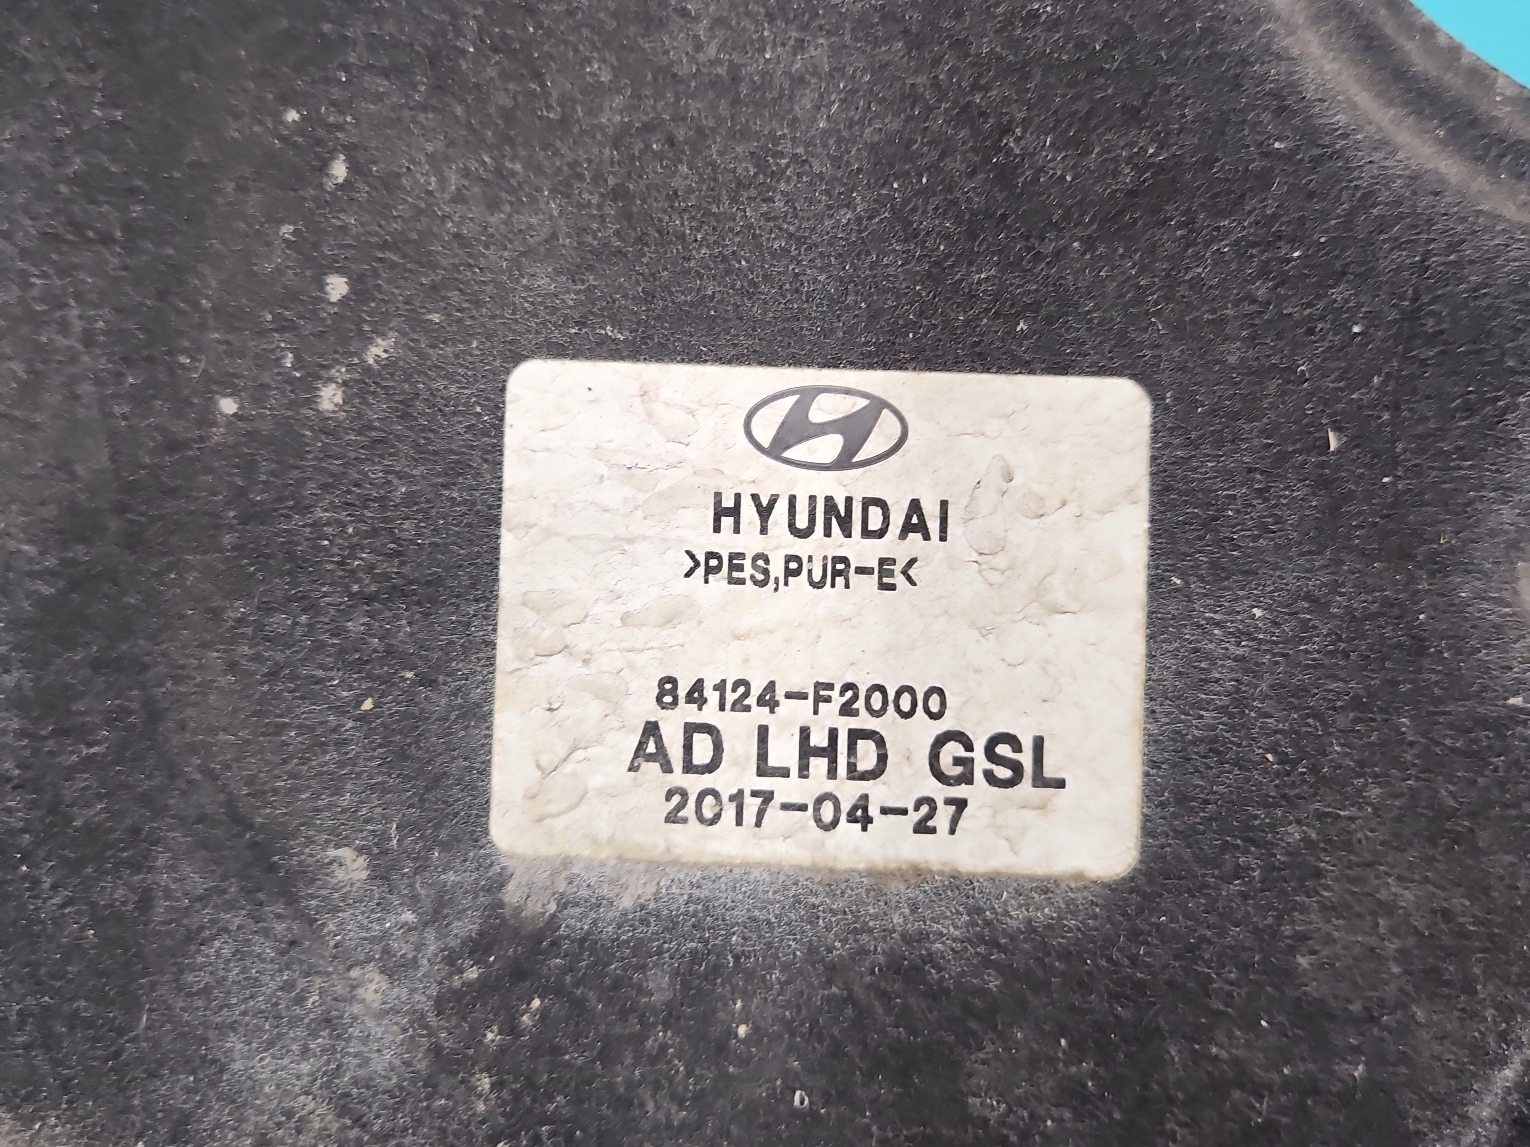 HYUNDAI
>PES,PUR-E<
84124-F2000
AD LHD GSL
2017-04-27